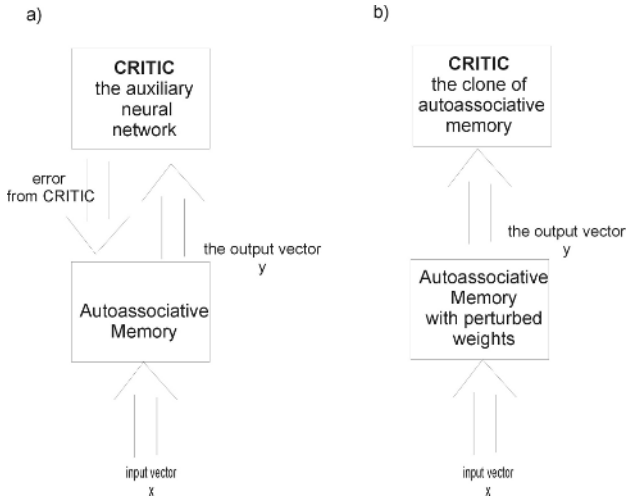 a)
CRITIC
the auxiliary
neural
network
error
from CRITIC
the output vector
y
Autoassociative
Memory
input vector
x
b)
CRITIC
the clone of
autoassociative
memory
the output vector
y
Autoassociative
Memory
with perturbed
weights
input vector
x